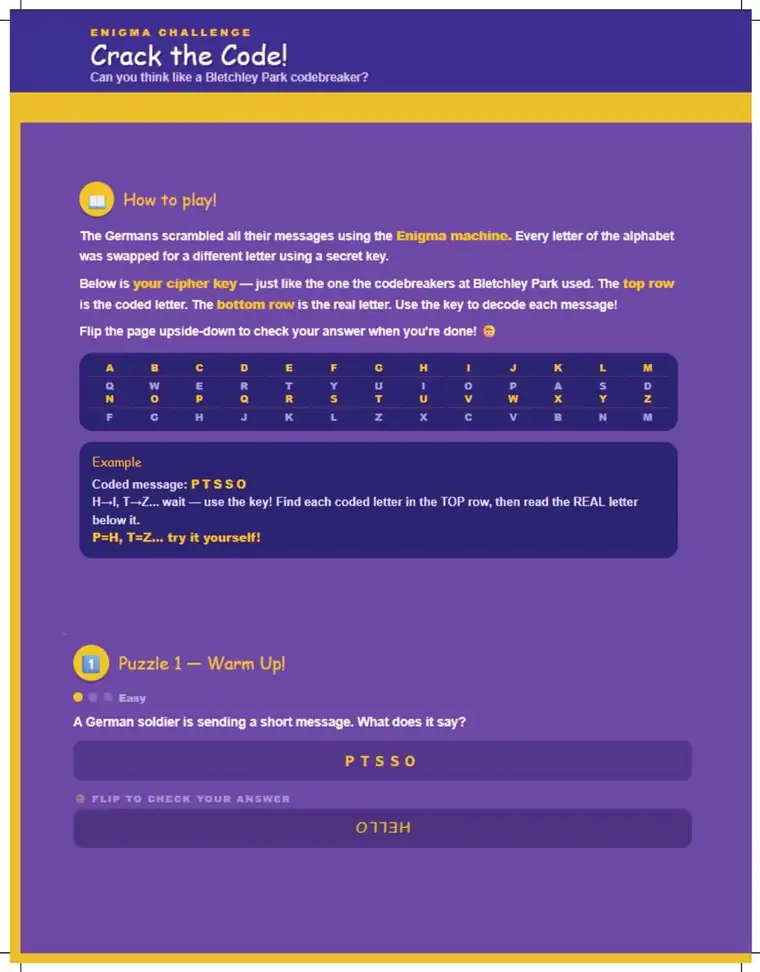 ENIGMA CHALLENGE
Crack the Code!
Can you think like a Bletchley Park codebreaker?
How to play!
The Germans scrambled all their messages using the Enigma machine. Every letter of the alphabet
was swapped for a different letter using a secret key.
Below is your cipher key — just like the one the codebreakers at Bletchley Park used. The top row
is the coded letter. The bottom row is the real letter. Use the key to decode each message!
Flip the page upside-down to check your answer when you're done! 🙃
A B C D E F G H I J K L M
Q W E R T Y U I O P A S D
N O P Q R S T U V W X Y Z
F G H J K L Z X C V B N M
Example
Coded message: P T S S O
H→I, T→Z... wait — use the key! Find each coded letter in the TOP row, then read the REAL letter
below it.
P=H, T=Z... try it yourself!
1 Puzzle 1 — Warm Up!
Easy
A German soldier is sending a short message. What does it say?
P T S S O
FLIP TO CHECK YOUR ANSWER
HELLO